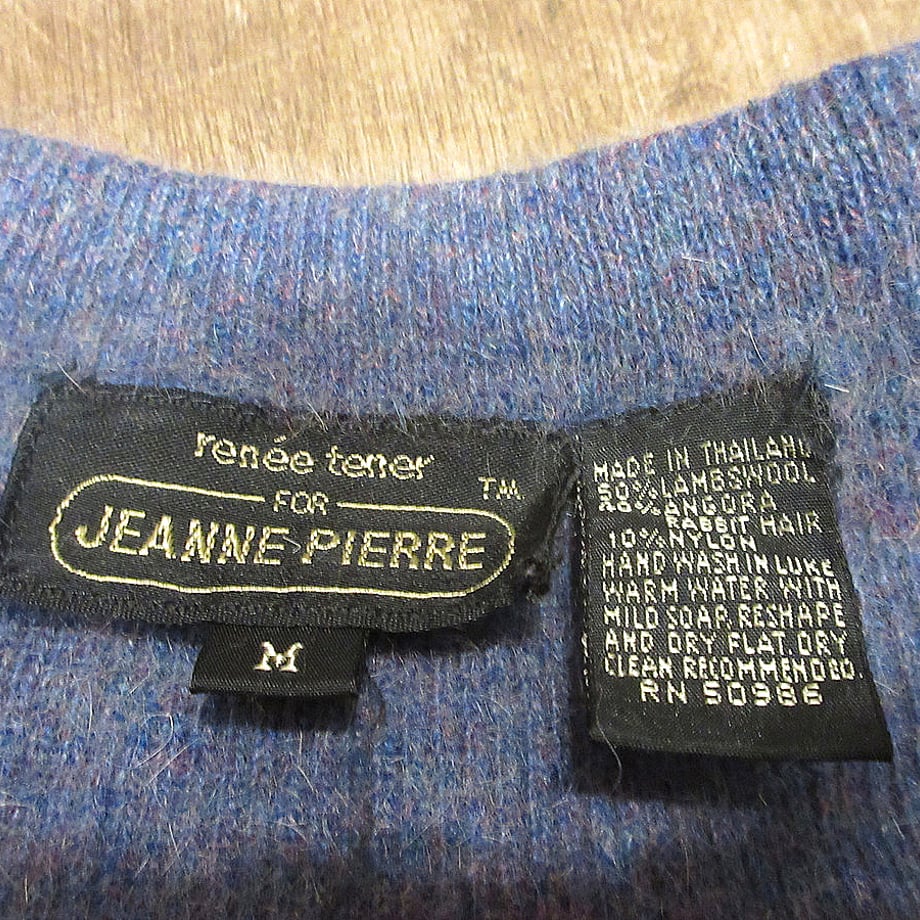 renée tener
TM
FOR
JEANNE PIERRE
M
MADE IN THAILAND
50% LAMBSWOOL
40% ANGORA
RABBIT HAIR
10% NYLON
HAND WASH IN LUKE
WARM WATER WITH
MILD SOAP. RESHAPE
AND DRY FLAT. DRY
CLEAN RECOMMENDED.
RN 50386